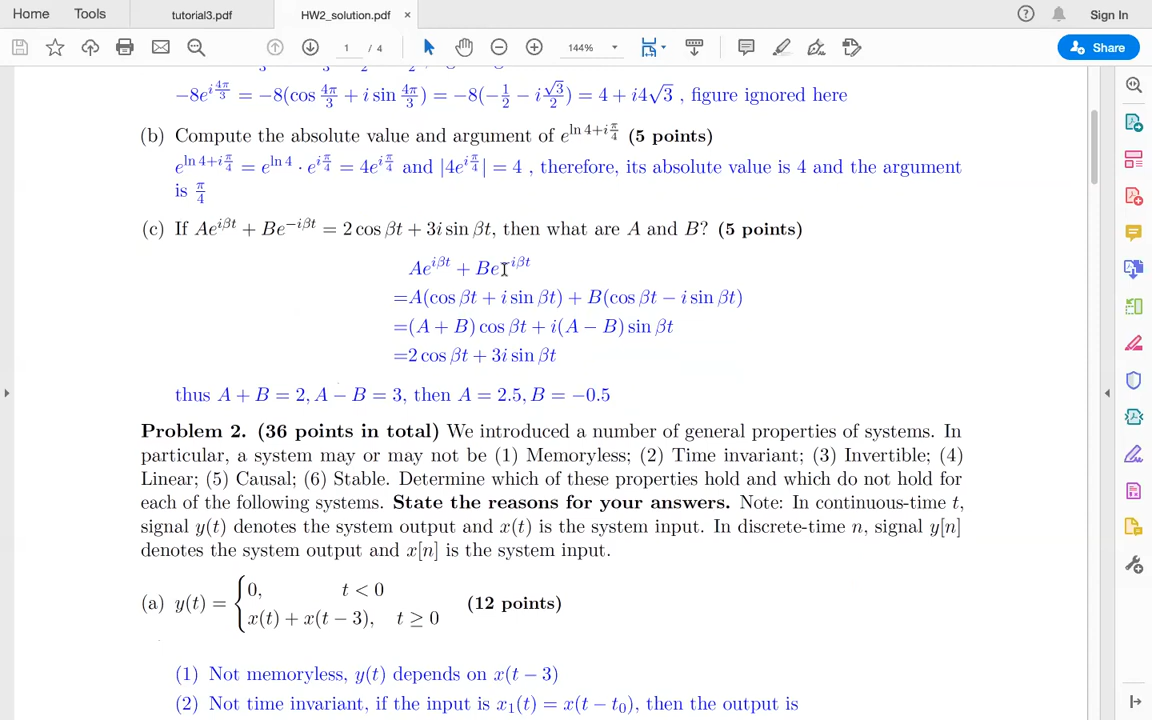 Home Tools tutorial3.pdf HW2_solution.pdf × Sign In
1 / 4 144% Share
−8e^{i4π/3} = −8(cos 4π/3 + i sin 4π/3) = −8(−1/2 − i√3/2) = 4 + i4√3 , figure ignored here
(b) Compute the absolute value and argument of e^{ln 4+iπ/4} (5 points)
e^{ln 4+iπ/4} = e^{ln 4} · e^{iπ/4} = 4e^{iπ/4} and |4e^{iπ/4}| = 4 , therefore, its absolute value is 4 and the argument
is π/4
(c) If Ae^{iβt} + Be^{−iβt} = 2 cos βt + 3i sin βt, then what are A and B? (5 points)
Ae^{iβt} + Be^{−iβt}
=A(cos βt + i sin βt) + B(cos βt − i sin βt)
=(A + B) cos βt + i(A − B) sin βt
=2 cos βt + 3i sin βt
thus A + B = 2, A − B = 3, then A = 2.5, B = −0.5
Problem 2. (36 points in total) We introduced a number of general properties of systems. In
particular, a system may or may not be (1) Memoryless; (2) Time invariant; (3) Invertible; (4)
Linear; (5) Causal; (6) Stable. Determine which of these properties hold and which do not hold for
each of the following systems. State the reasons for your answers. Note: In continuous-time t,
signal y(t) denotes the system output and x(t) is the system input. In discrete-time n, signal y[n]
denotes the system output and x[n] is the system input.
(a) y(t) = { 0, t < 0
x(t) + x(t − 3), t ≥ 0 (12 points)
(1) Not memoryless, y(t) depends on x(t − 3)
(2) Not time invariant, if the input is x₁(t) = x(t − t₀), then the output is